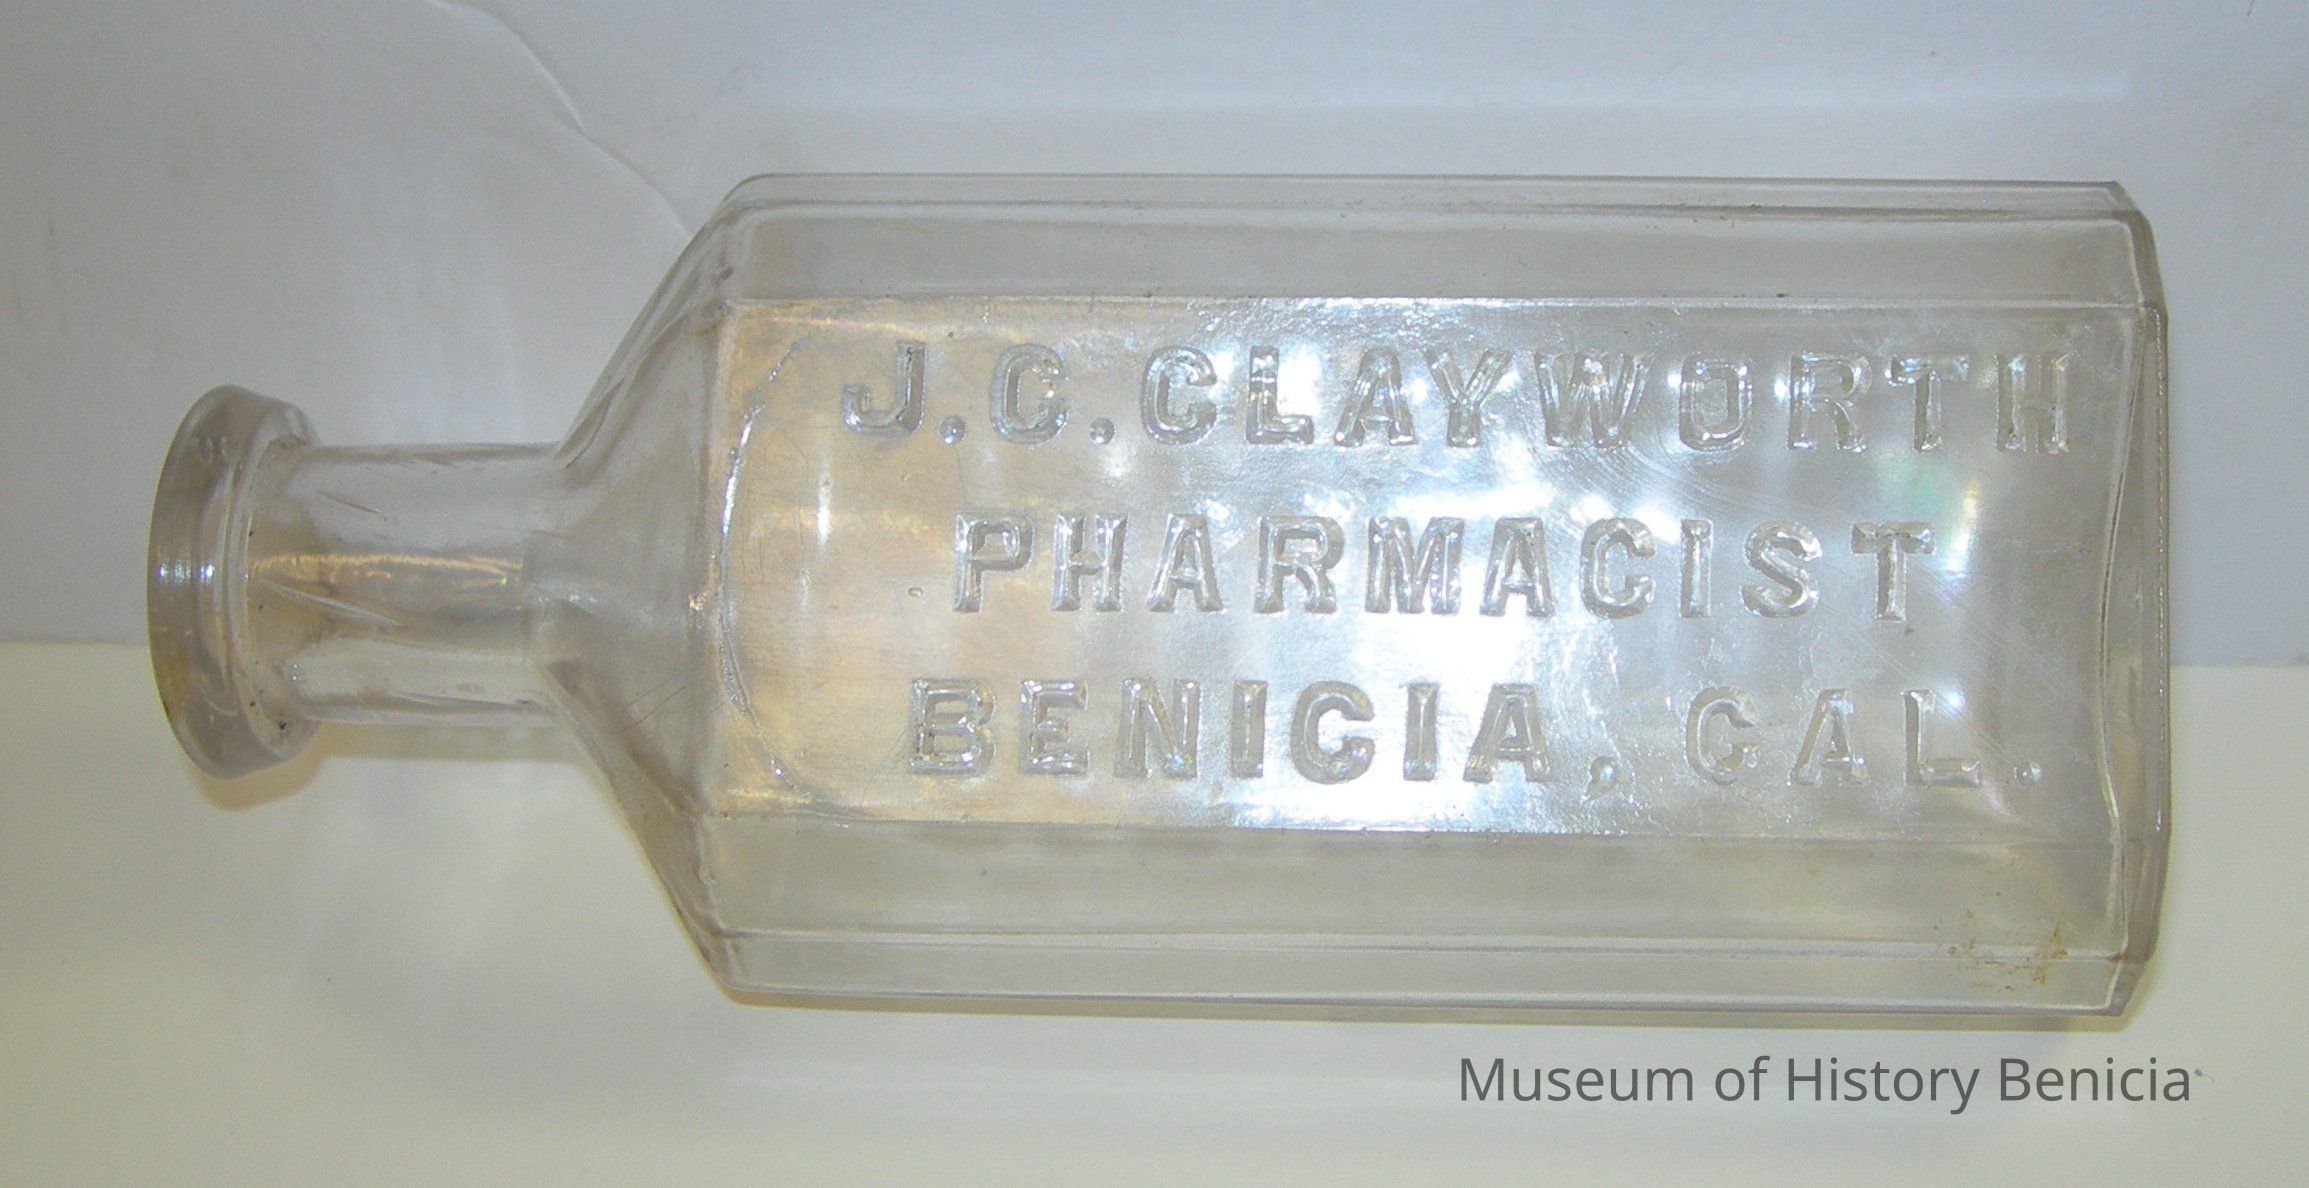 J.C.CLAYWORTH
PHARMACIST
BENICIA, CAL.
Museum of History Benicia